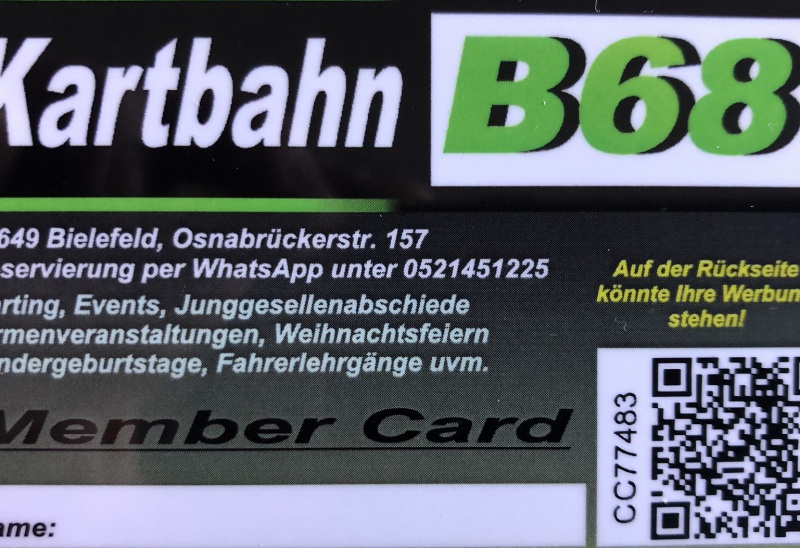 Kartbahn B68
649 Bielefeld, Osnabrückerstr. 157
servierung per WhatsApp unter 0521451225
arting, Events, Junggesellenabschiede
rmenveranstaltungen, Weihnachtsfeiern
ndergeburtstage, Fahrerlehrgänge uvm.
Auf der Rückseite
könnte Ihre Werbun
stehen!
Member Card
CC77483
ame: